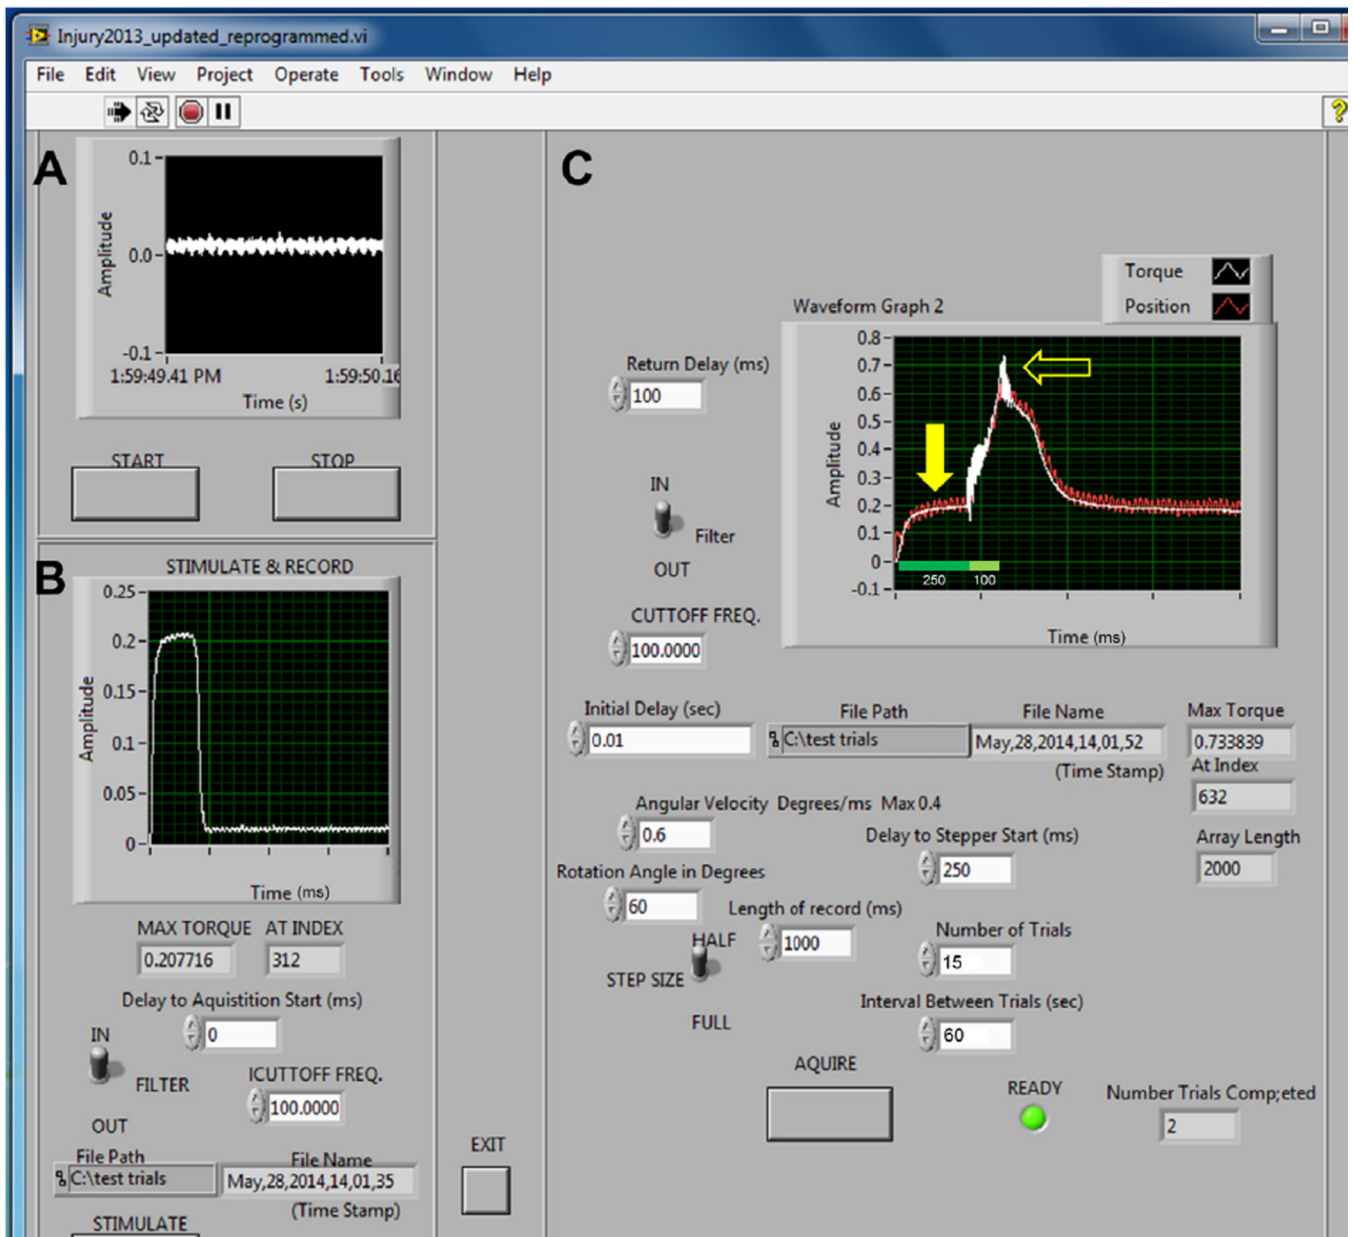 Injury2013_updated_reprogrammed.vi
File Edit View Project Operate Tools Window Help
?
A
0.1
0.0
-0.1
Amplitude
1:59:49.41 PM 1:59:50.16
Time (s)
START STOP
B
STIMULATE & RECORD
0.25
0.2
0.15
0.1
0.05
0
Amplitude
Time (ms)
MAX TORQUE AT INDEX
0.207716 312
Delay to Aquistition Start (ms)
0
IN
FILTER
OUT
ICUTTOFF FREQ.
100.0000
File Path File Name
C:\test trials May,28,2014,14,01,35
(Time Stamp)
STIMULATE
EXIT
C
Torque
Position
Waveform Graph 2
0.8
0.7
0.6
0.5
0.4
0.3
0.2
0.1
0
-0.1
Amplitude
250 100
Time (ms)
Return Delay (ms)
100
IN
Filter
OUT
CUTTOFF FREQ.
100.0000
Initial Delay (sec) File Path File Name Max Torque
0.01 C:\test trials May,28,2014,14,01,52 0.733839
(Time Stamp) At Index
632
Angular Velocity Degrees/ms Max 0.4
0.6
Delay to Stepper Start (ms)
250
Array Length
2000
Rotation Angle in Degrees
60
Length of record (ms)
1000
HALF
STEP SIZE
FULL
Number of Trials
15
Interval Between Trials (sec)
60
AQUIRE
READY
Number Trials Comp;eted
2